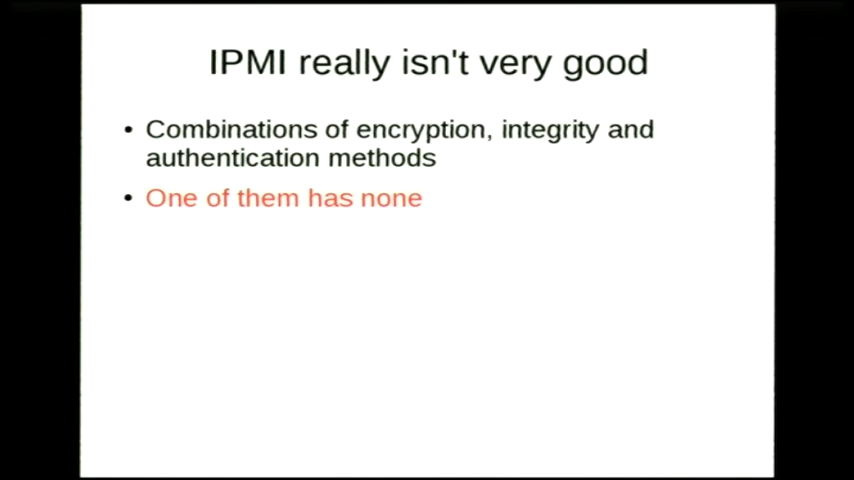 IPMI really isn't very good
• Combinations of encryption, integrity and
authentication methods
• One of them has none